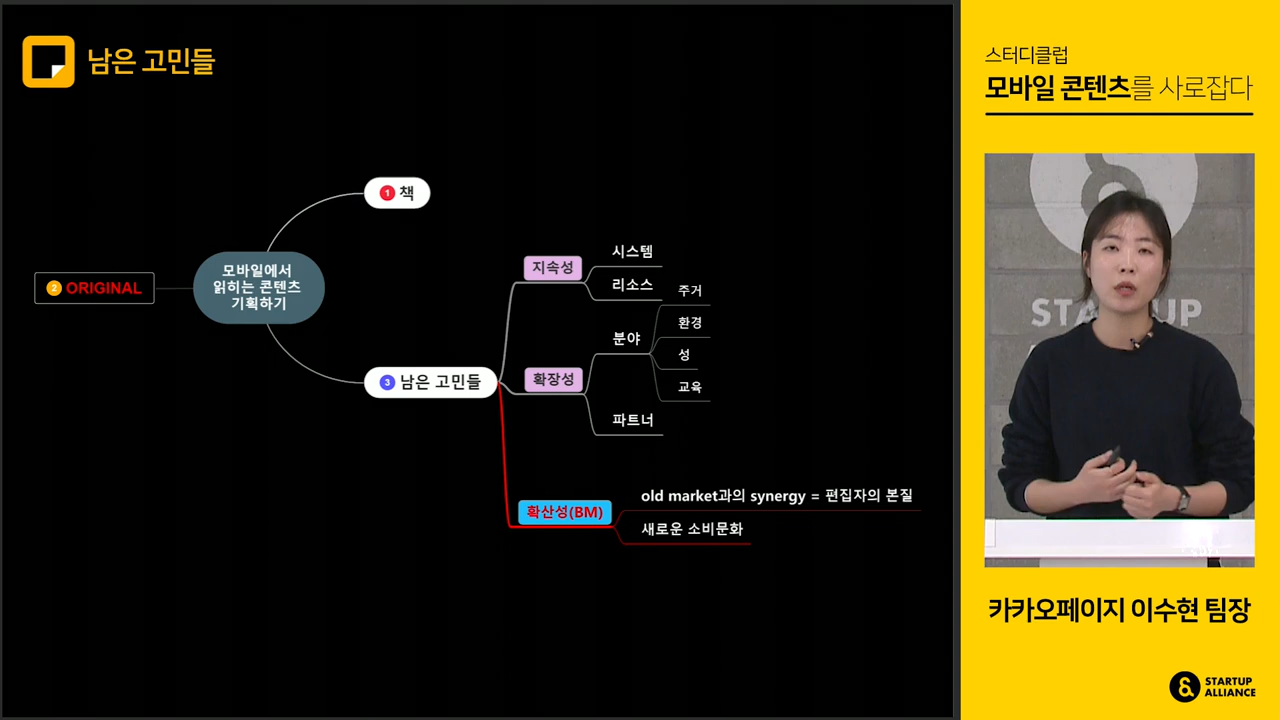 남은 고민들
1 책
모바일에서
읽히는 콘텐츠
기획하기
2 ORIGINAL
3 남은 고민들
지속성
시스템
리소스
확장성
분야
주거
환경
성
교육
파트너
확산성(BM)
old market과의 synergy = 편집자의 본질
새로운 소비문화
스터디클럽
모바일 콘텐츠를 사로잡다
STARTUP
카카오페이지 이수현 팀장
STARTUP
ALLIANCE